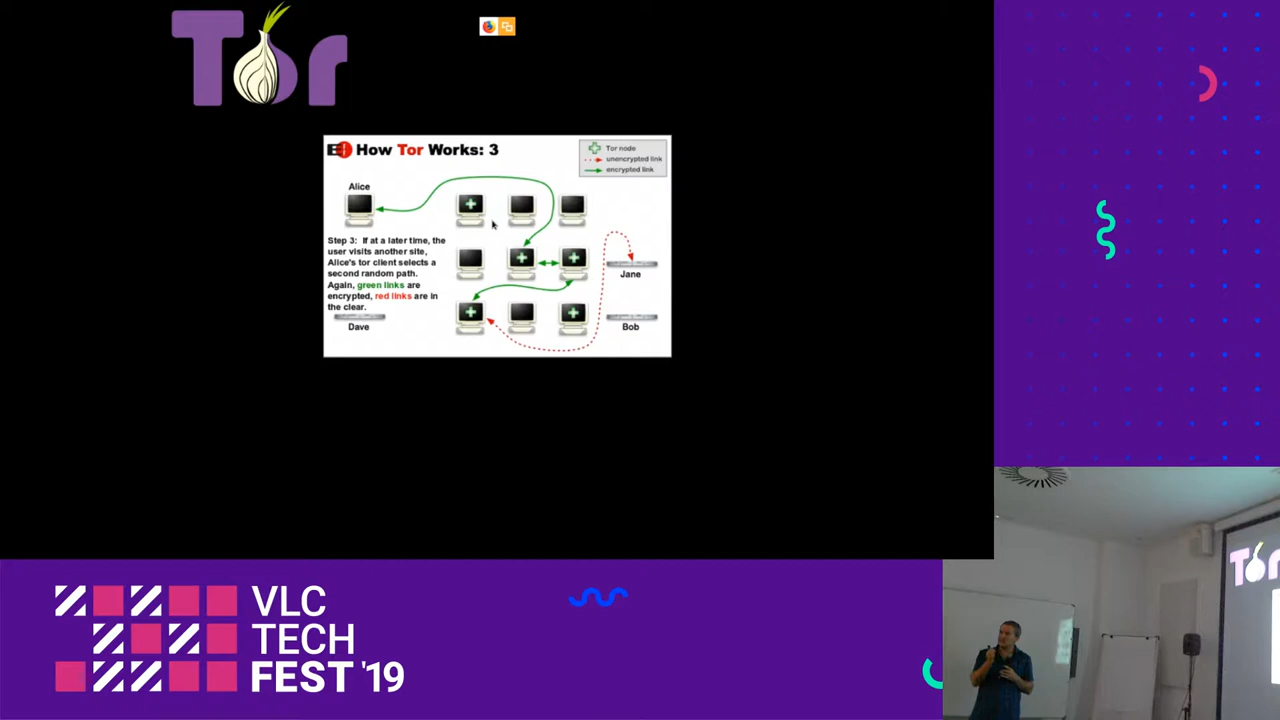 Tor
E How Tor Works: 3
Tor node
unencrypted link
encrypted link
Alice
Step 3: If at a later time, the
user visits another site,
Alice's tor client selects a
second random path.
Again, green links are
encrypted, red links are in
the clear.
Jane
Dave
Bob
VLC
TECH
FEST '19
Tor